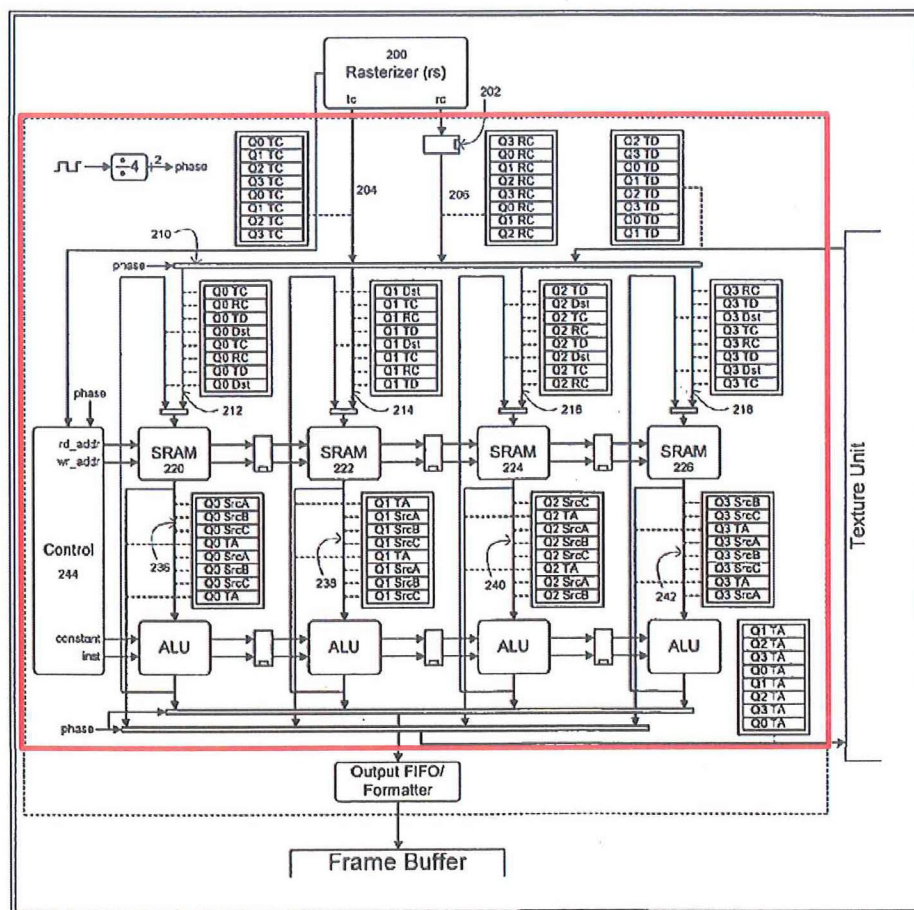 200
Rasterizer (rs)
tc
rc
202
÷4
2
phase
Q0 TC
Q1 TC
Q2 TC
Q3 TC
Q0 TC
Q1 TC
Q2 TC
Q3 TC
204
206
Q3 RC
Q0 RC
Q1 RC
Q2 RC
Q3 RC
Q0 RC
Q1 RC
Q2 RC
Q2 TD
Q3 TD
Q0 TD
Q1 TD
Q2 TD
Q3 TD
Q0 TD
Q1 TD
210
phase
Q0 TC
Q0 RC
Q0 TD
Q0 Dst
Q0 TC
Q0 RC
Q0 TD
Q0 Dst
212
Q1 Dst
Q1 TC
Q1 RC
Q1 TD
Q1 Dst
Q1 TC
Q1 RC
Q1 TD
214
Q2 TD
Q2 Dst
Q2 TC
Q2 RC
Q2 TD
Q2 Dst
Q2 TC
Q2 RC
216
Q3 RC
Q3 TD
Q3 Dst
Q3 TC
Q3 RC
Q3 TD
Q3 Dst
Q3 TC
218
phase
rd_addr
wr_addr
Control
244
constant
inst
SRAM
220
SRAM
222
SRAM
224
SRAM
226
Texture Unit
Q0 SrcA
Q0 SrcB
Q0 SrcC
Q0 TA
Q0 SrcA
Q0 SrcB
Q0 SrcC
Q0 TA
236
Q1 TA
Q1 SrcA
Q1 SrcB
Q1 SrcC
Q1 TA
Q1 SrcA
Q1 SrcB
Q1 SrcC
238
Q2 SrcC
Q2 TA
Q2 SrcA
Q2 SrcB
Q2 SrcC
Q2 TA
Q2 SrcA
Q2 SrcB
240
Q3 SrcB
Q3 SrcC
Q3 TA
Q3 SrcA
Q3 SrcB
Q3 SrcC
Q3 TA
Q3 SrcA
242
ALU
ALU
ALU
ALU
Q1 TA
Q2 TA
Q3 TA
Q0 TA
Q1 TA
Q2 TA
Q3 TA
Q0 TA
phase
Output FIFO/
Formatter
Frame Buffer